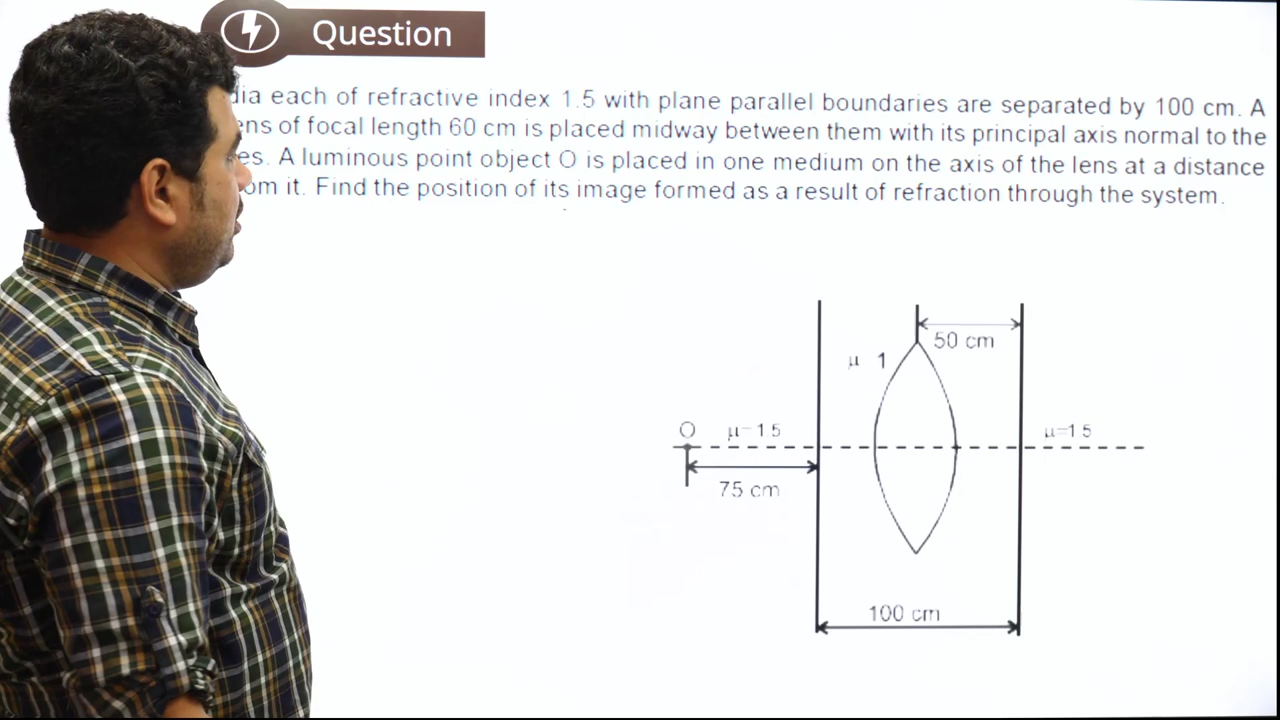 Question
dia each of refractive index 1.5 with plane parallel boundaries are separated by 100 cm. A
ens of focal length 60 cm is placed midway between them with its principal axis normal to the
es. A luminous point object O is placed in one medium on the axis of the lens at a distance
om it. Find the position of its image formed as a result of refraction through the system.
50 cm
μ 1
O μ=1.5
μ=1.5
75 cm
100 cm